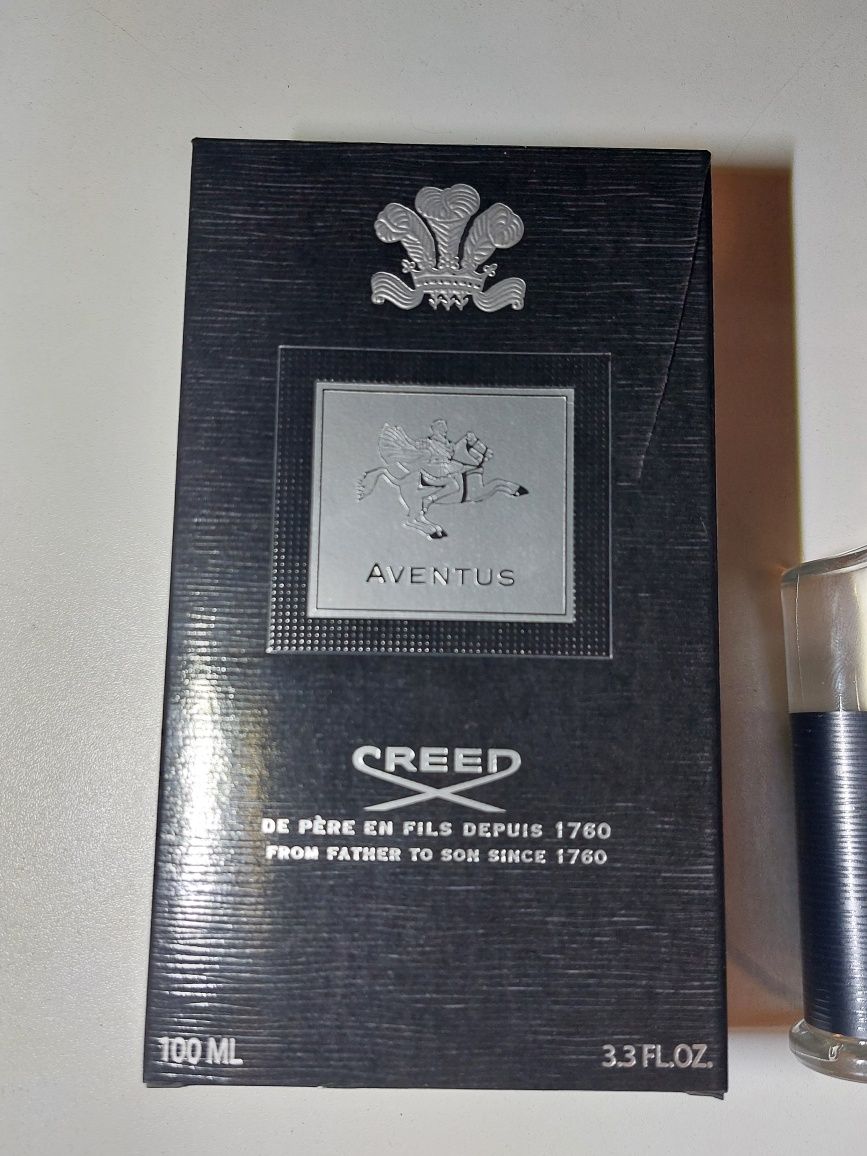 AVENTUS
CREED
DE PÈRE EN FILS DEPUIS 1760
FROM FATHER TO SON SINCE 1760
100 ML 3.3 FL.OZ.